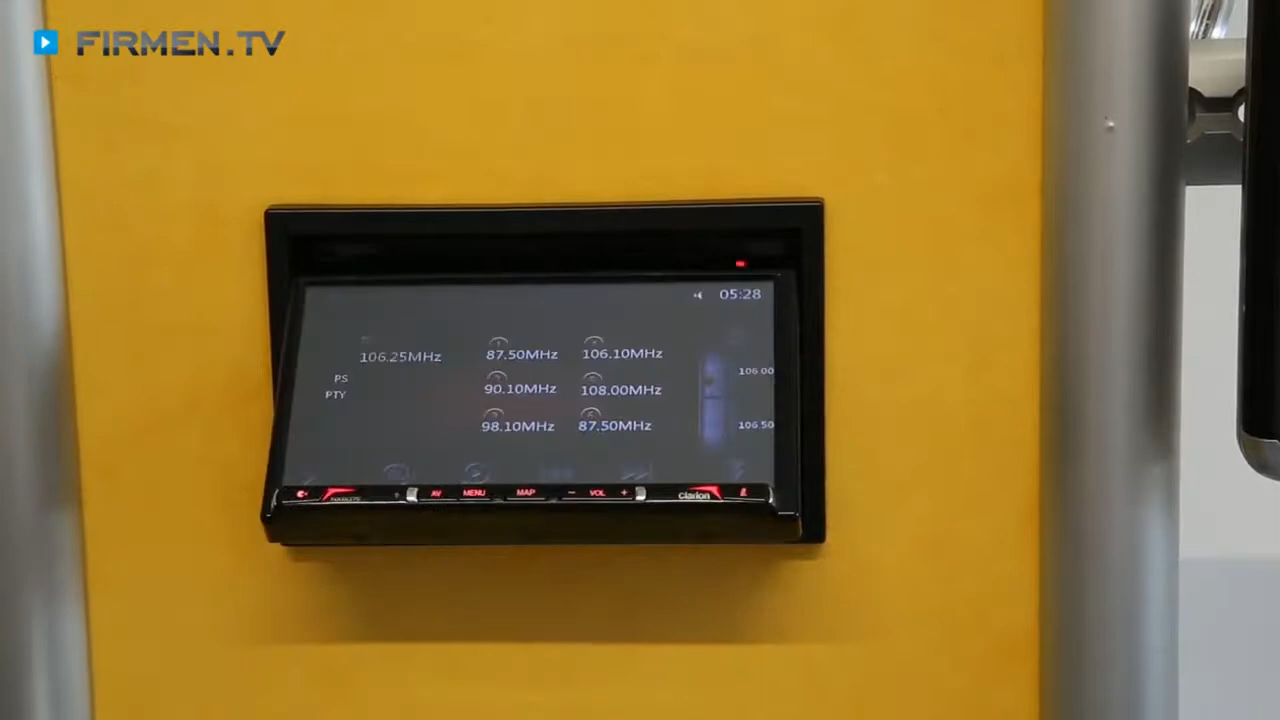 FIRMEN.TV
05:28
106.25MHz
87.50MHz
106.10MHz
106.00
PS
90.10MHz
108.00MHz
PTY
98.10MHz
87.50MHz
106.50
AV
MENU
MAP
− VOL +
Clarion